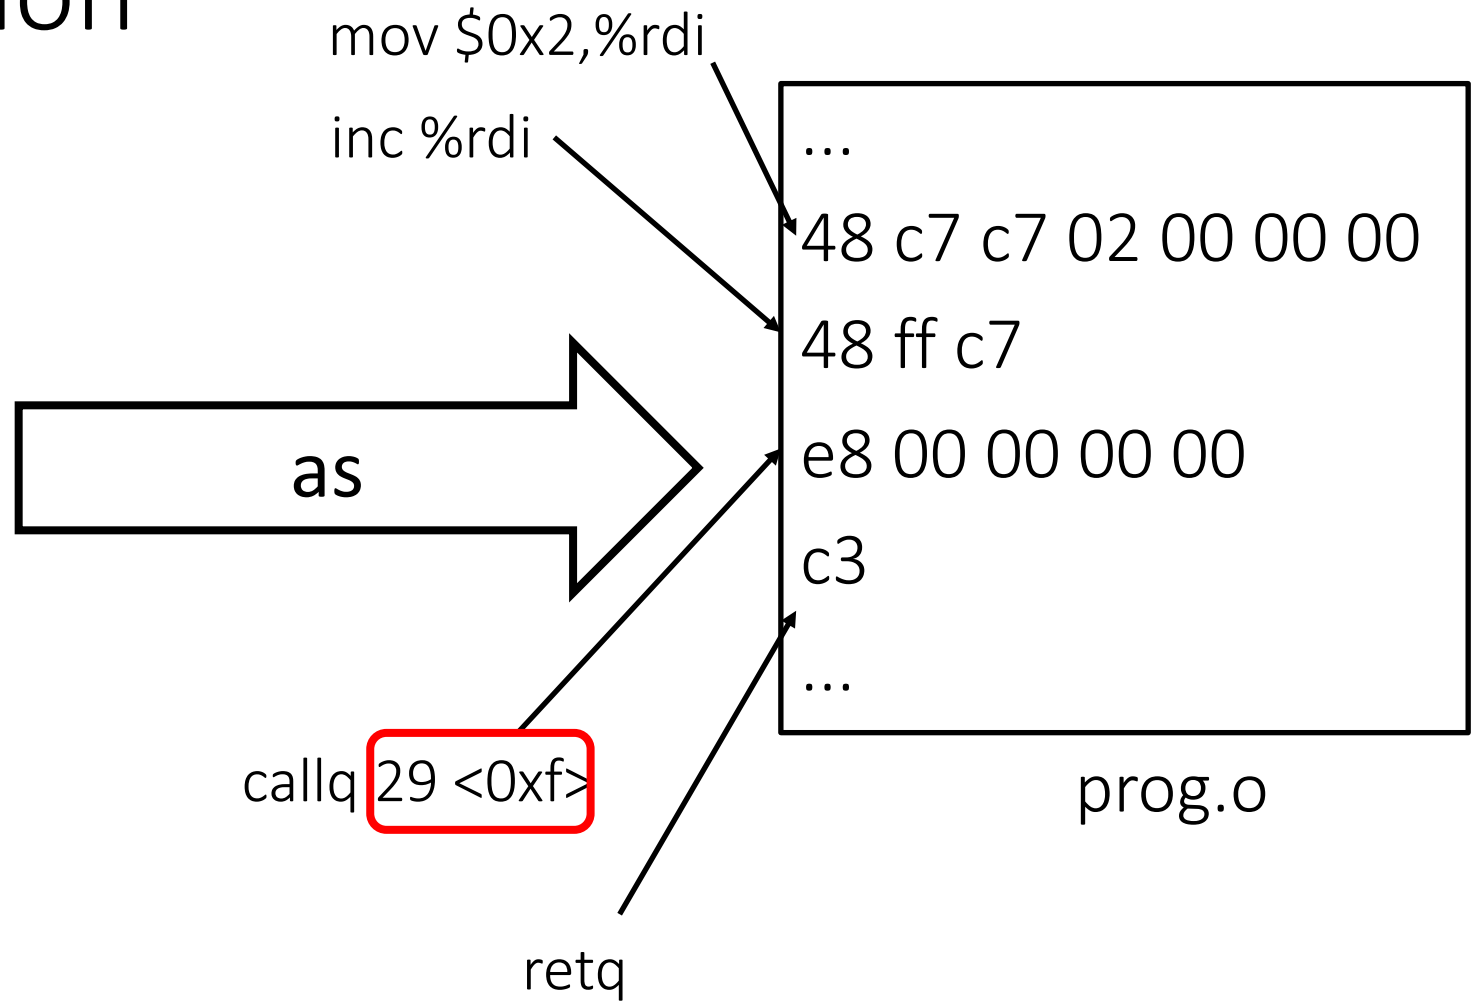 mov $0x2,%rdi
inc %rdi
...
48 c7 c7 02 00 00 00
48 ff c7
e8 00 00 00 00
c3
...
as
callq 29 <0xf>
prog.o
retq